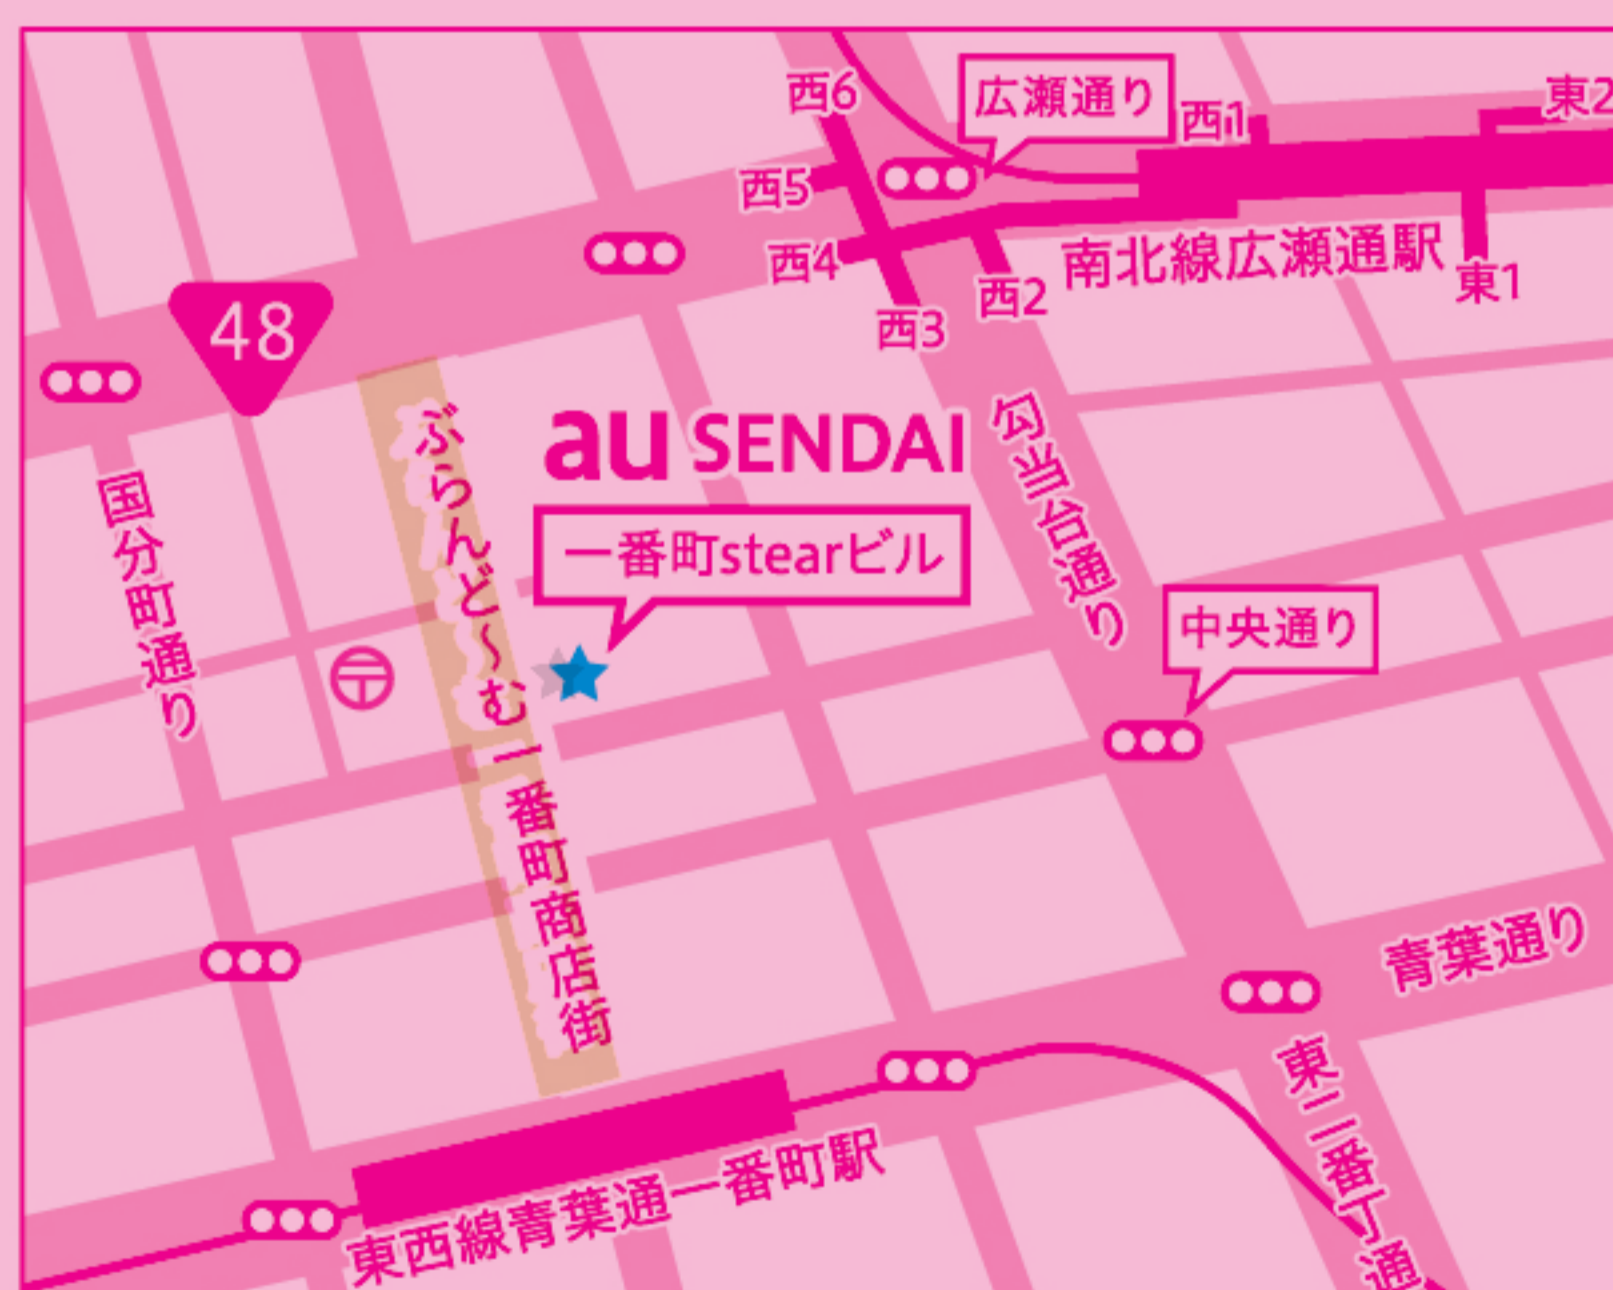 西6
広瀬通り
西1
東2
西5
西4
南北線広瀬通駅
西2
東1
西3
48
au SENDAI
一番町stearビル
ぶらんど〜む一番町商店街
勾当台通り
国分町通り
中央通り
青葉通り
東二番丁通
東西線青葉通一番町駅